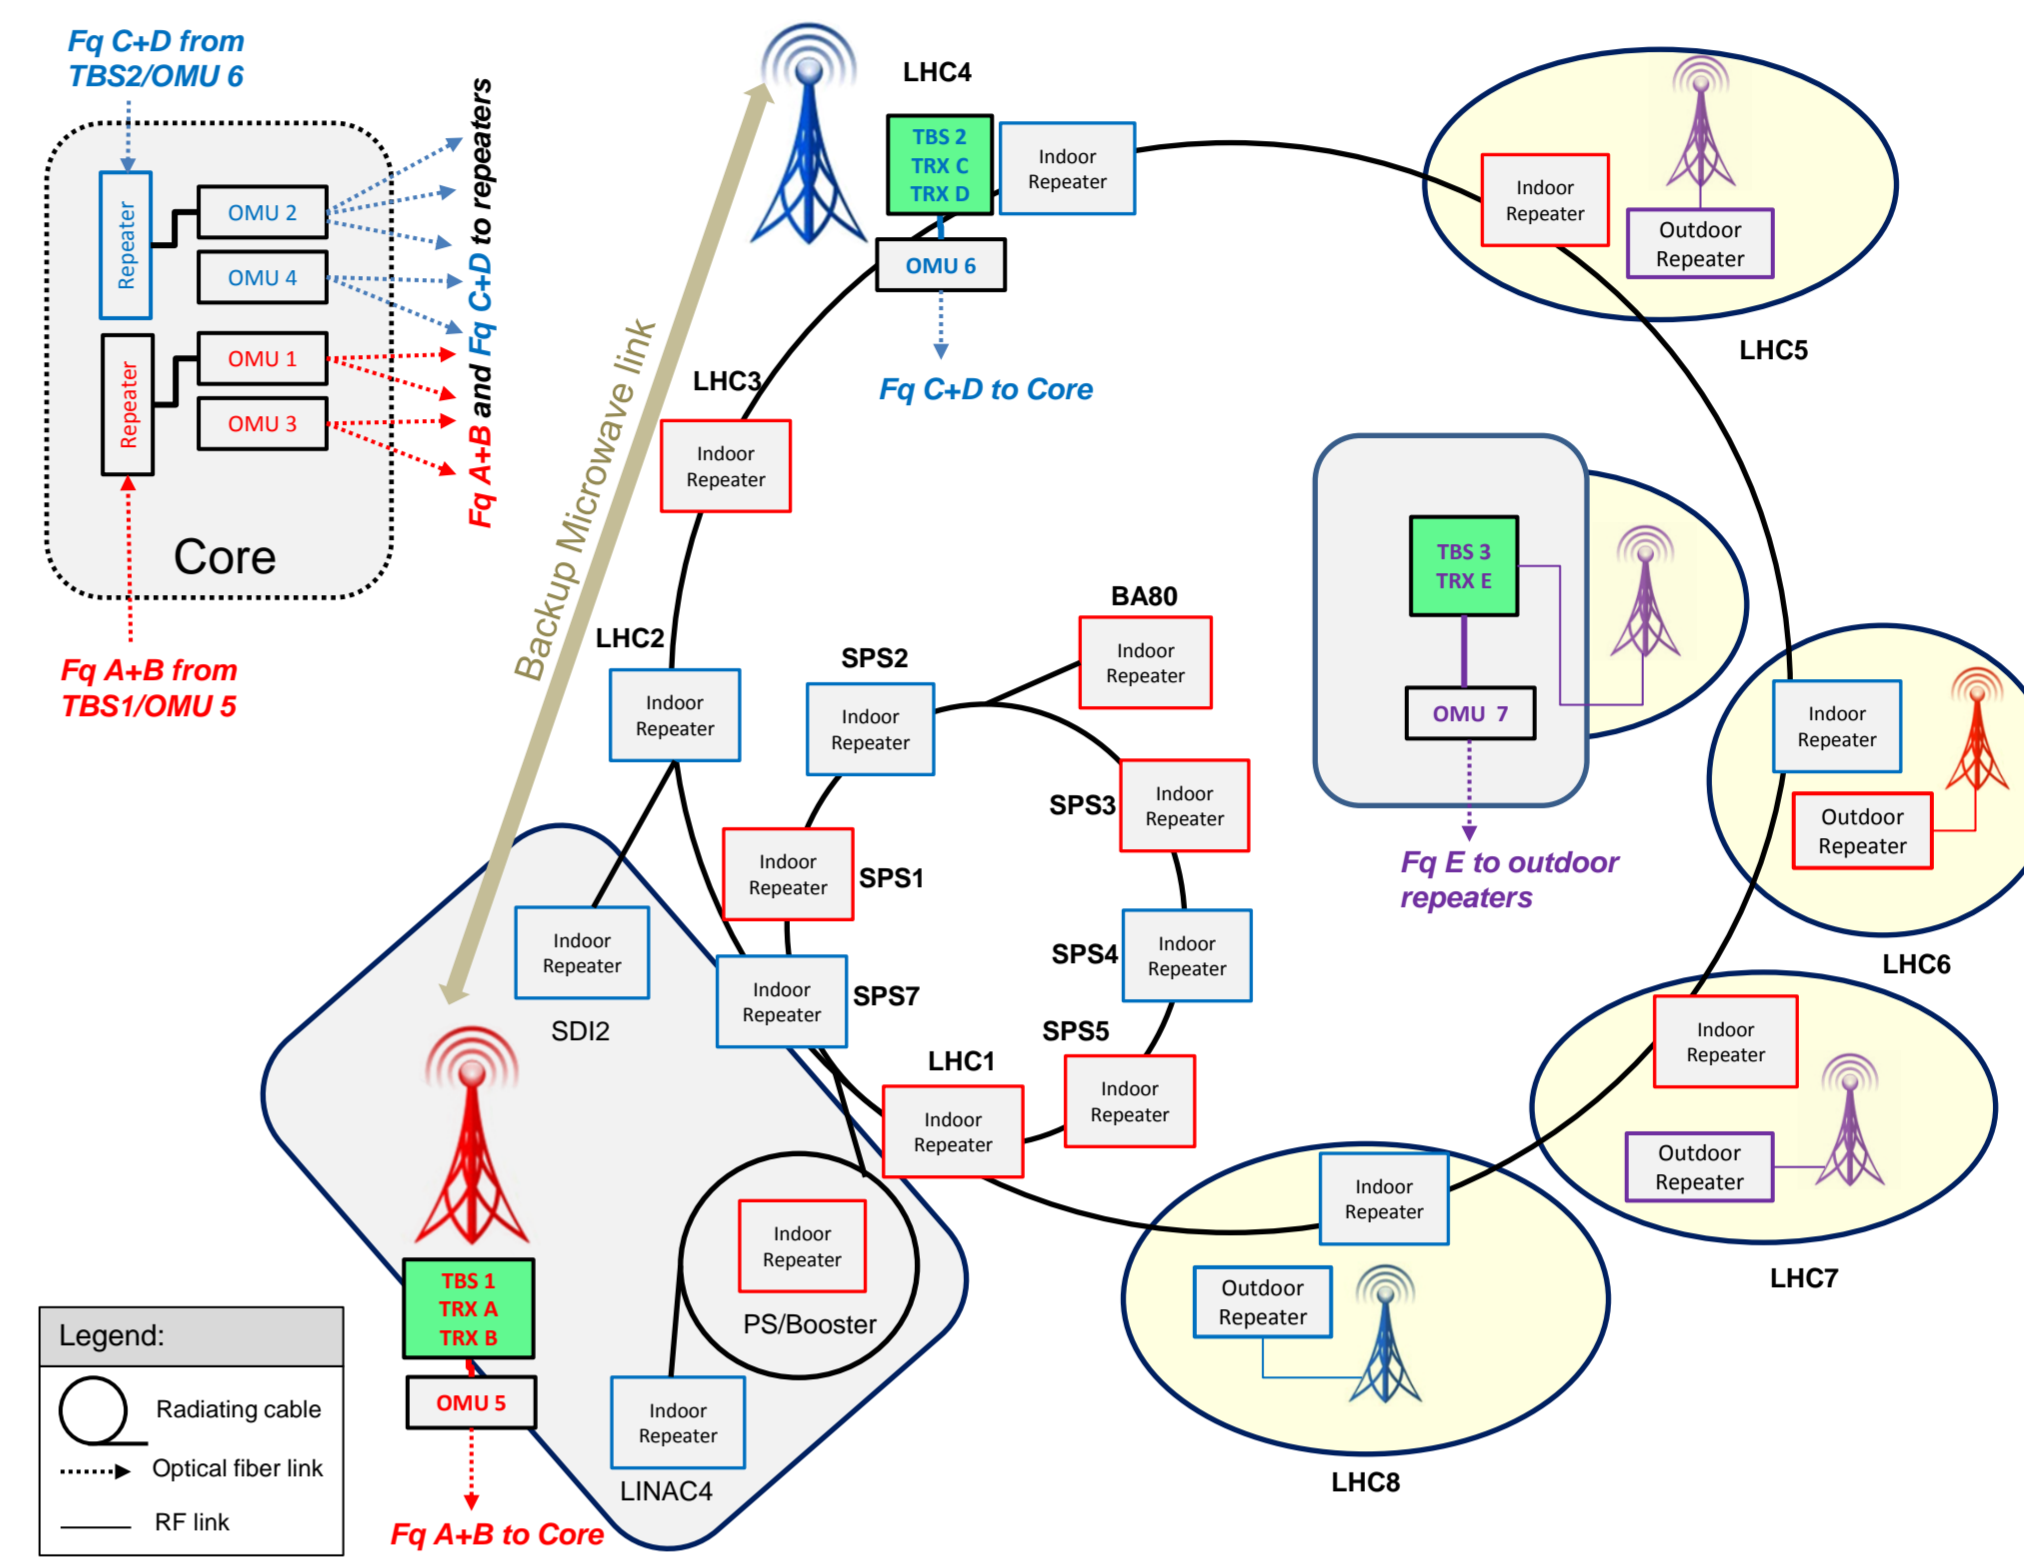 Fq C+D from
TBS2/OMU 6
Repeater
OMU 2
OMU 4
Repeater
OMU 1
OMU 3
Core
Fq A+B and Fq C+D to repeaters
Fq A+B from
TBS1/OMU 5
Backup Microwave link
LHC4
TBS 2
TRX C
TRX D
Indoor
Repeater
OMU 6
Fq C+D to Core
Indoor
Repeater
Outdoor
Repeater
LHC5
LHC3
Indoor
Repeater
LHC2
Indoor
Repeater
SPS2
Indoor
Repeater
BA80
Indoor
Repeater
SPS3
Indoor
Repeater
TBS 3
TRX E
OMU 7
Fq E to outdoor
repeaters
Indoor
Repeater
Outdoor
Repeater
LHC6
Indoor
Repeater
SPS1
Indoor
Repeater
SDI2
Indoor
Repeater
SPS7
SPS4
Indoor
Repeater
SPS5
Indoor
Repeater
LHC1
Indoor
Repeater
Indoor
Repeater
Outdoor
Repeater
LHC7
Indoor
Repeater
Outdoor
Repeater
LHC8
Indoor
Repeater
PS/Booster
TBS 1
TRX A
TRX B
OMU 5
Fq A+B to Core
Indoor
Repeater
LINAC4
Legend:
Radiating cable
Optical fiber link
RF link